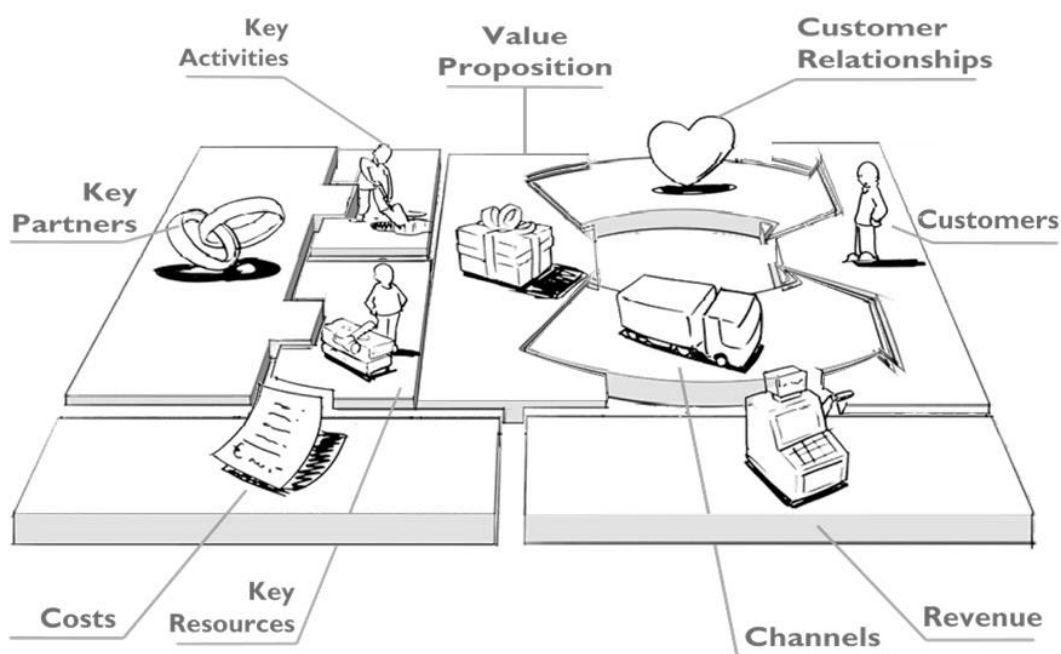 Key
Activities
Value
Proposition
Customer
Relationships
Key
Partners
Customers
Costs
Key
Resources
Channels
Revenue